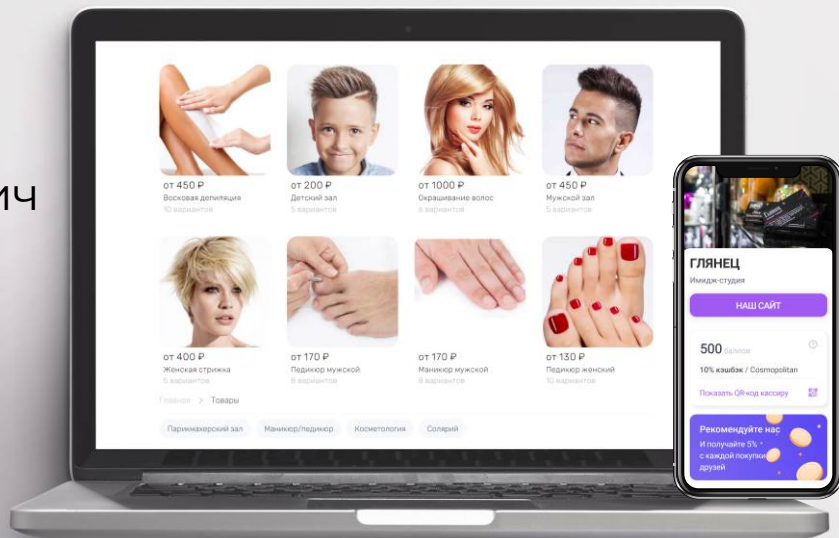 ич
от 450 ₽
Восковая депиляция
10 вариантов
от 200 ₽
Детский зал
5 вариантов
от 1000 ₽
Окрашивание волос
6 вариантов
от 450 ₽
Мужской зал
5 вариантов
от 400 ₽
Женская стрижка
6 вариантов
от 170 ₽
Педикюр мужской
9 вариантов
от 170 ₽
Маникюр мужской
8 вариантов
от 130 ₽
Педикюр женский
10 вариантов
Главная > Товары
Парикмахерский зал
Маникюр/педикюр
Косметология
Солярий
ГЛЯНЕЦ
Имидж-студия
НАШ САЙТ
500 баллов
10% кэшбэк / Cosmopolitan
Показать QR-код кассиру
Рекомендуйте нас
И получайте 5%
с каждой покупки
друзей